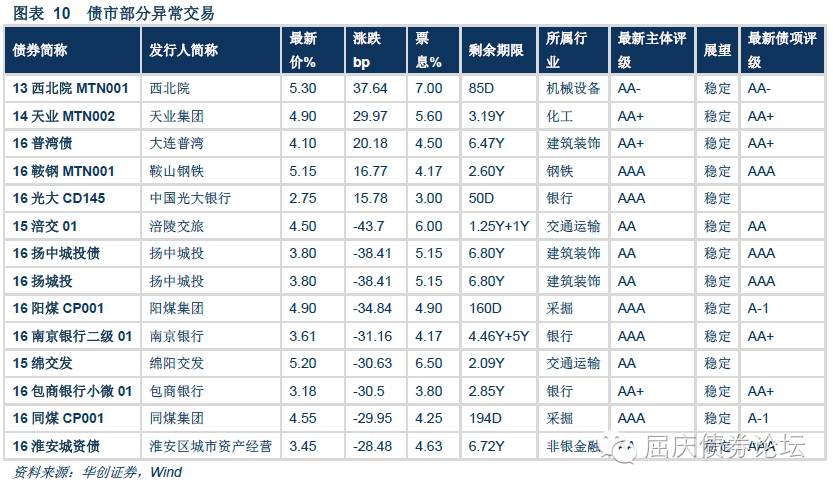 图表 10 债市部分异常交易
债券简称 发行人简称 最新价% 涨跌bp 票息% 剩余期限 所属行业 最新主体评级 展望 最新债项评级
13 西北院 MTN001 西北院 5.30 37.64 7.00 85D 机械设备 AA- 稳定 AA-
14 天业 MTN002 天业集团 4.90 29.97 5.60 3.19Y 化工 AA+ 稳定 AA+
16 普湾债 大连普湾 4.10 20.18 4.50 6.47Y 建筑装饰 AA+ 稳定 AA+
16 鞍钢 MTN001 鞍山钢铁 5.15 16.77 4.17 2.60Y 钢铁 AAA 稳定 AAA
16 光大 CD145 中国光大银行 2.75 15.78 3.00 50D 银行 AAA 稳定
15 涪交 01 涪陵交旅 4.50 -43.7 6.00 1.25Y+1Y 交通运输 AA 稳定 AA
16 扬中城投债 扬中城投 3.80 -38.41 5.15 6.80Y 建筑装饰 AA 稳定 AAA
16 扬城投 扬中城投 3.80 -38.41 5.15 6.80Y 建筑装饰 AA 稳定 AAA
16 阳煤 CP001 阳煤集团 4.90 -34.84 4.90 160D 采掘 AAA 稳定 A-1
16 南京银行二级 01 南京银行 3.61 -31.16 4.17 4.46Y+5Y 银行 AAA 稳定 AA+
15 绵交发 绵阳交发 5.20 -30.63 6.50 2.09Y 交通运输 AA 稳定
16 包商银行小微 01 包商银行 3.18 -30.5 3.80 2.85Y 银行 AA+ 稳定 AA+
16 同煤 CP001 同煤集团 4.55 -29.95 4.25 194D 采掘 AAA 稳定 A-1
16 淮安城资债 淮安区城市资产经营 3.45 -28.48 4.63 6.72Y 非银金融 AA 稳定 AAA
屈庆债券论坛
资料来源：华创证券，Wind